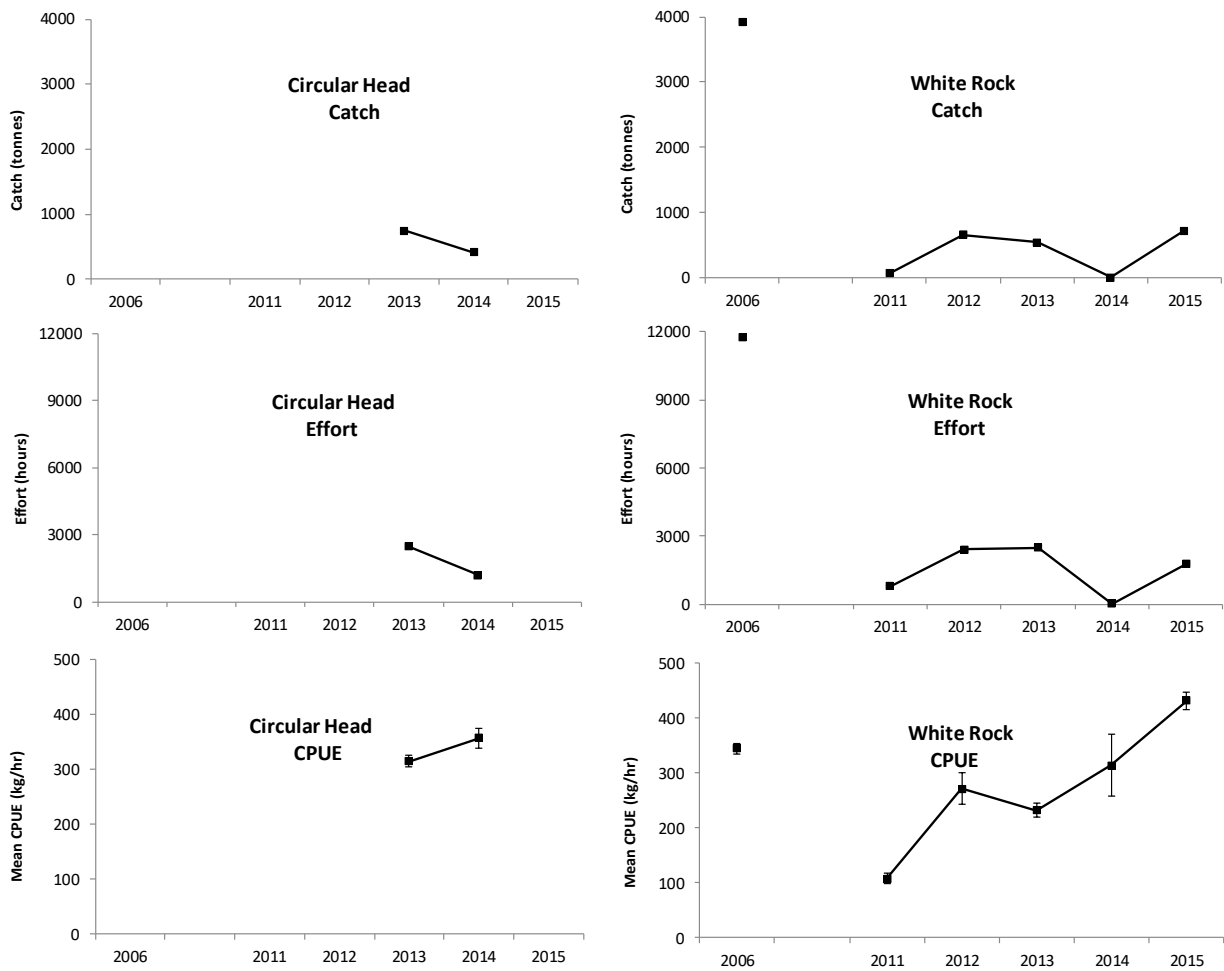 4000
3000
2000
1000
0
Catch (tonnes)
Circular Head
Catch
2006 2011 2012 2013 2014 2015
4000
3000
2000
1000
0
Catch (tonnes)
White Rock
Catch
2006 2011 2012 2013 2014 2015
12000
9000
6000
3000
0
Effort (hours)
Circular Head
Effort
2006 2011 2012 2013 2014 2015
12000
9000
6000
3000
0
Effort (hours)
White Rock
Effort
2006 2011 2012 2013 2014 2015
500
400
300
200
100
0
Mean CPUE (kg/hr)
Circular Head
CPUE
2006 2011 2012 2013 2014 2015
500
400
300
200
100
0
Mean CPUE (kg/hr)
White Rock
CPUE
2006 2011 2012 2013 2014 2015